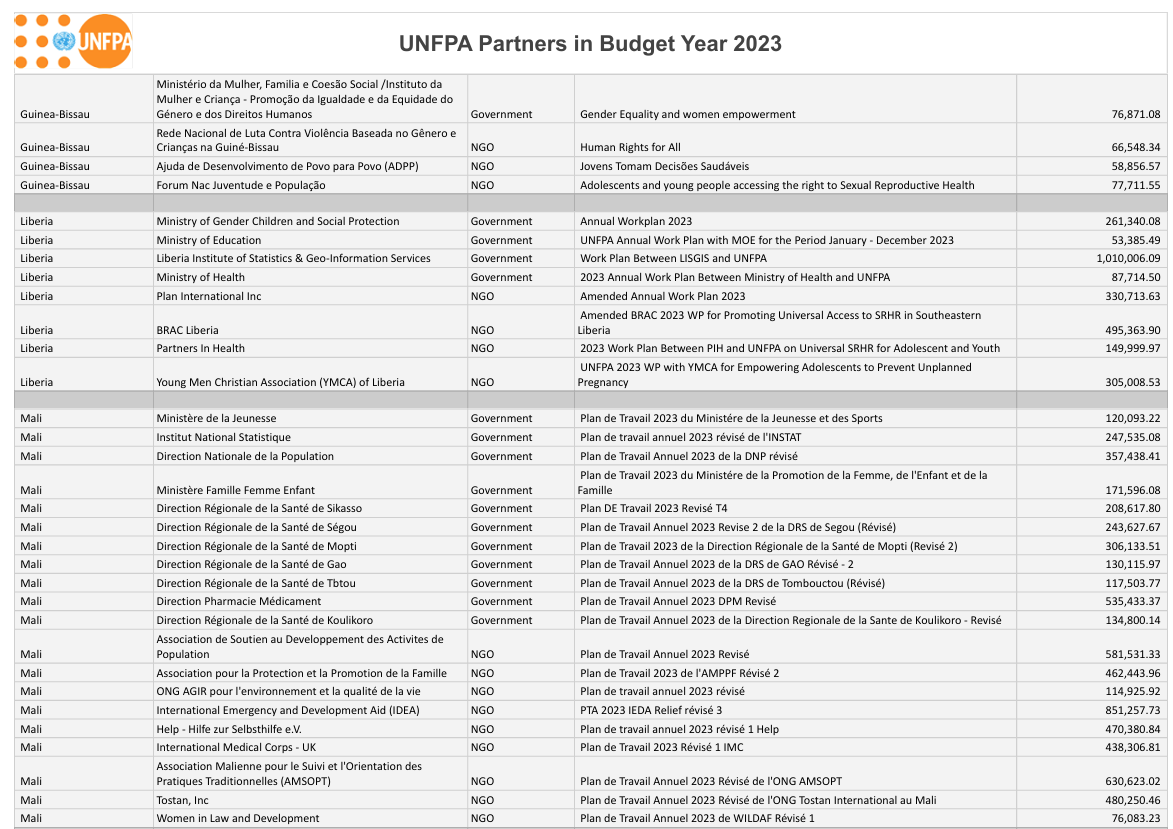 UNFPA
UNFPA Partners in Budget Year 2023
Ministério da Mulher, Familia e Coesão Social /Instituto da
Mulher e Criança - Promoção da Igualdade e da Equidade do
Guinea-Bissau Género e dos Direitos Humanos Government Gender Equality and women empowerment 76,871.08
Rede Nacional de Luta Contra Violência Baseada no Gênero e
Guinea-Bissau Crianças na Guiné-Bissau NGO Human Rights for All 66,548.34
Guinea-Bissau Ajuda de Desenvolvimento de Povo para Povo (ADPP) NGO Jovens Tomam Decisões Saudáveis 58,856.57
Guinea-Bissau Forum Nac Juventude e População NGO Adolescents and young people accessing the right to Sexual Reproductive Health 77,711.55
Liberia Ministry of Gender Children and Social Protection Government Annual Workplan 2023 261,340.08
Liberia Ministry of Education Government UNFPA Annual Work Plan with MOE for the Period January - December 2023 53,385.49
Liberia Liberia Institute of Statistics & Geo-Information Services Government Work Plan Between LISGIS and UNFPA 1,010,006.09
Liberia Ministry of Health Government 2023 Annual Work Plan Between Ministry of Health and UNFPA 87,714.50
Liberia Plan International Inc NGO Amended Annual Work Plan 2023 330,713.63
Amended BRAC 2023 WP for Promoting Universal Access to SRHR in Southeastern
Liberia BRAC Liberia NGO Liberia 495,363.90
Liberia Partners In Health NGO 2023 Work Plan Between PIH and UNFPA on Universal SRHR for Adolescent and Youth 149,999.97
UNFPA 2023 WP with YMCA for Empowering Adolescents to Prevent Unplanned
Liberia Young Men Christian Association (YMCA) of Liberia NGO Pregnancy 305,008.53
Mali Ministère de la Jeunesse Government Plan de Travail 2023 du Ministére de la Jeunesse et des Sports 120,093.22
Mali Institut National Statistique Government Plan de travail annuel 2023 révisé de l'INSTAT 247,535.08
Mali Direction Nationale de la Population Government Plan de Travail Annuel 2023 de la DNP révisé 357,438.41
Plan de Travail 2023 du Ministére de la Promotion de la Femme, de l'Enfant et de la
Mali Ministère Famille Femme Enfant Government Famille 171,596.08
Mali Direction Régionale de la Santé de Sikasso Government Plan DE Travail 2023 Revisé T4 208,617.80
Mali Direction Régionale de la Santé de Ségou Government Plan de Travail Annuel 2023 Revise 2 de la DRS de Segou (Révisé) 243,627.67
Mali Direction Régionale de la Santé de Mopti Government Plan de Travail 2023 de la Direction Régionale de la Santé de Mopti (Revisé 2) 306,133.51
Mali Direction Régionale de la Santé de Gao Government Plan de Travail Annuel 2023 de la DRS de GAO Révisé - 2 130,115.97
Mali Direction Régionale de la Santé de Tbtou Government Plan de Travail Annuel 2023 de la DRS de Tombouctou (Révisé) 117,503.77
Mali Direction Pharmacie Médicament Government Plan de Travail Annuel 2023 DPM Revisé 535,433.37
Mali Direction Régionale de la Santé de Koulikoro Government Plan de Travail Annuel 2023 de la Direction Regionale de la Sante de Koulikoro - Revisé 134,800.14
Association de Soutien au Developpement des Activites de
Mali Population NGO Plan de Travail Annuel 2023 Revisé 581,531.33
Mali Association pour la Protection et la Promotion de la Famille NGO Plan de Travail 2023 de l'AMPPF Révisé 2 462,443.96
Mali ONG AGIR pour l'environnement et la qualité de la vie NGO Plan de travail annuel 2023 révisé 114,925.92
Mali International Emergency and Development Aid (IDEA) NGO PTA 2023 IEDA Relief révisé 3 851,257.73
Mali Help - Hilfe zur Selbsthilfe e.V. NGO Plan de travail annuel 2023 révisé 1 Help 470,380.84
Mali International Medical Corps - UK NGO Plan de Travail 2023 Révisé 1 IMC 438,306.81
Association Malienne pour le Suivi et l'Orientation des
Mali Pratiques Traditionnelles (AMSOPT) NGO Plan de Travail Annuel 2023 Révisé de l'ONG AMSOPT 630,623.02
Mali Tostan, Inc NGO Plan de Travail Annuel 2023 Révisé de l'ONG Tostan International au Mali 480,250.46
Mali Women in Law and Development NGO Plan de Travail Annuel 2023 de WILDAF Révisé 1 76,083.23